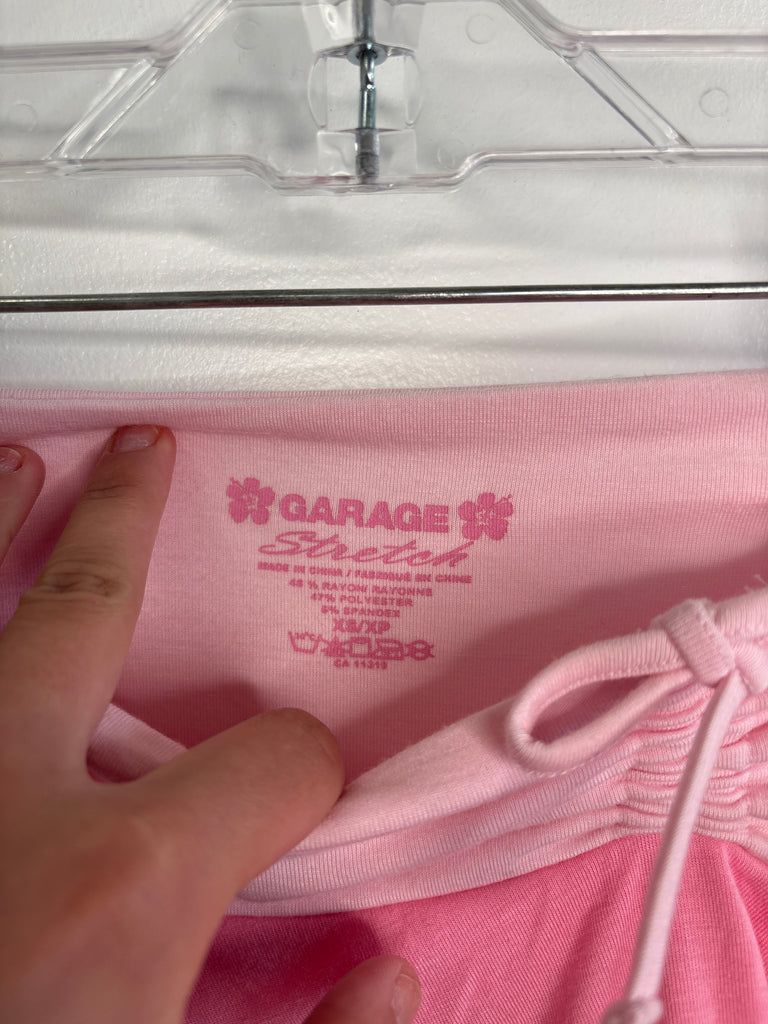 GARAGE
Stretch
MADE IN CHINA / FABRIQUÉ EN CHINE
48 % RAYON/ RAYONNE
47% POLYESTER
5% SPANDEX
XS/XP
CA 11319